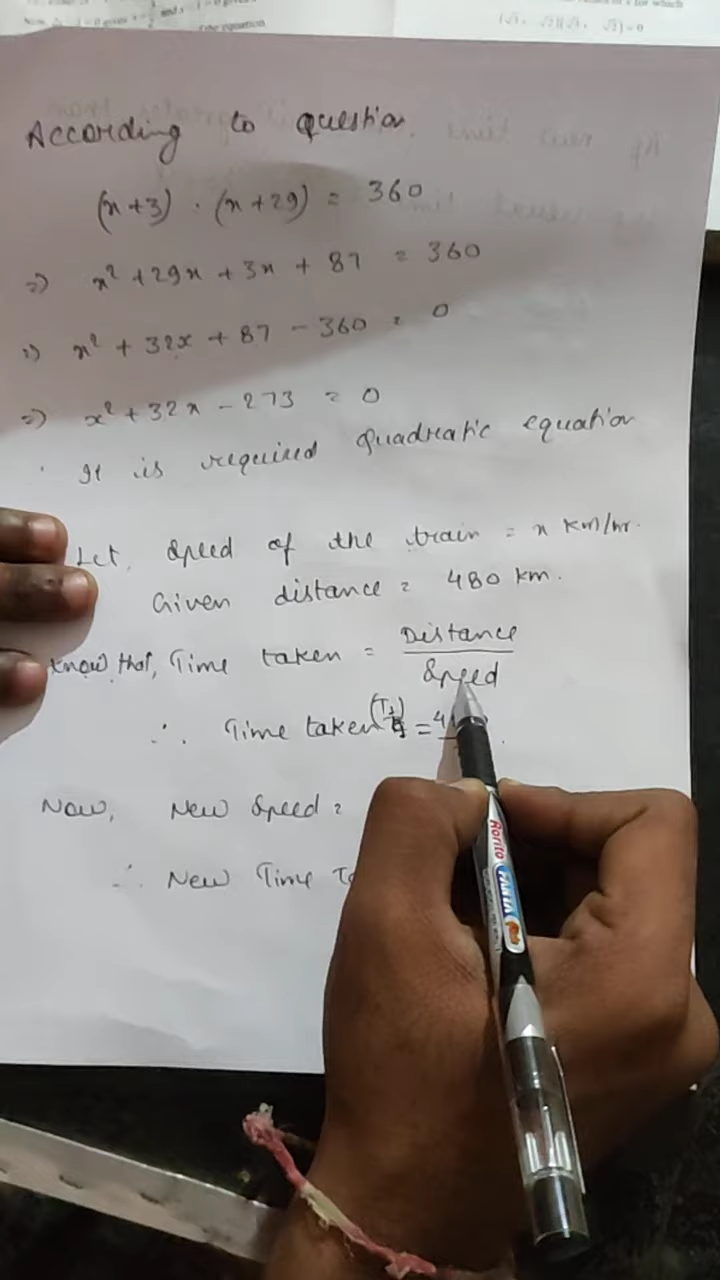 According to question
(x+3) . (x+29) = 360
=) x² + 29x + 3x + 87 = 360
=) x² + 32x + 87 - 360 = 0
=) x² + 32x - 273 = 0
It is required quadratic equation
Let, speed of the train = x km/hr.
Given distance = 480 km.
know that, Time taken = Distance / Speed
∴ Time taken =
Now, New Speed =
∴ New Time
Rorito FANTA